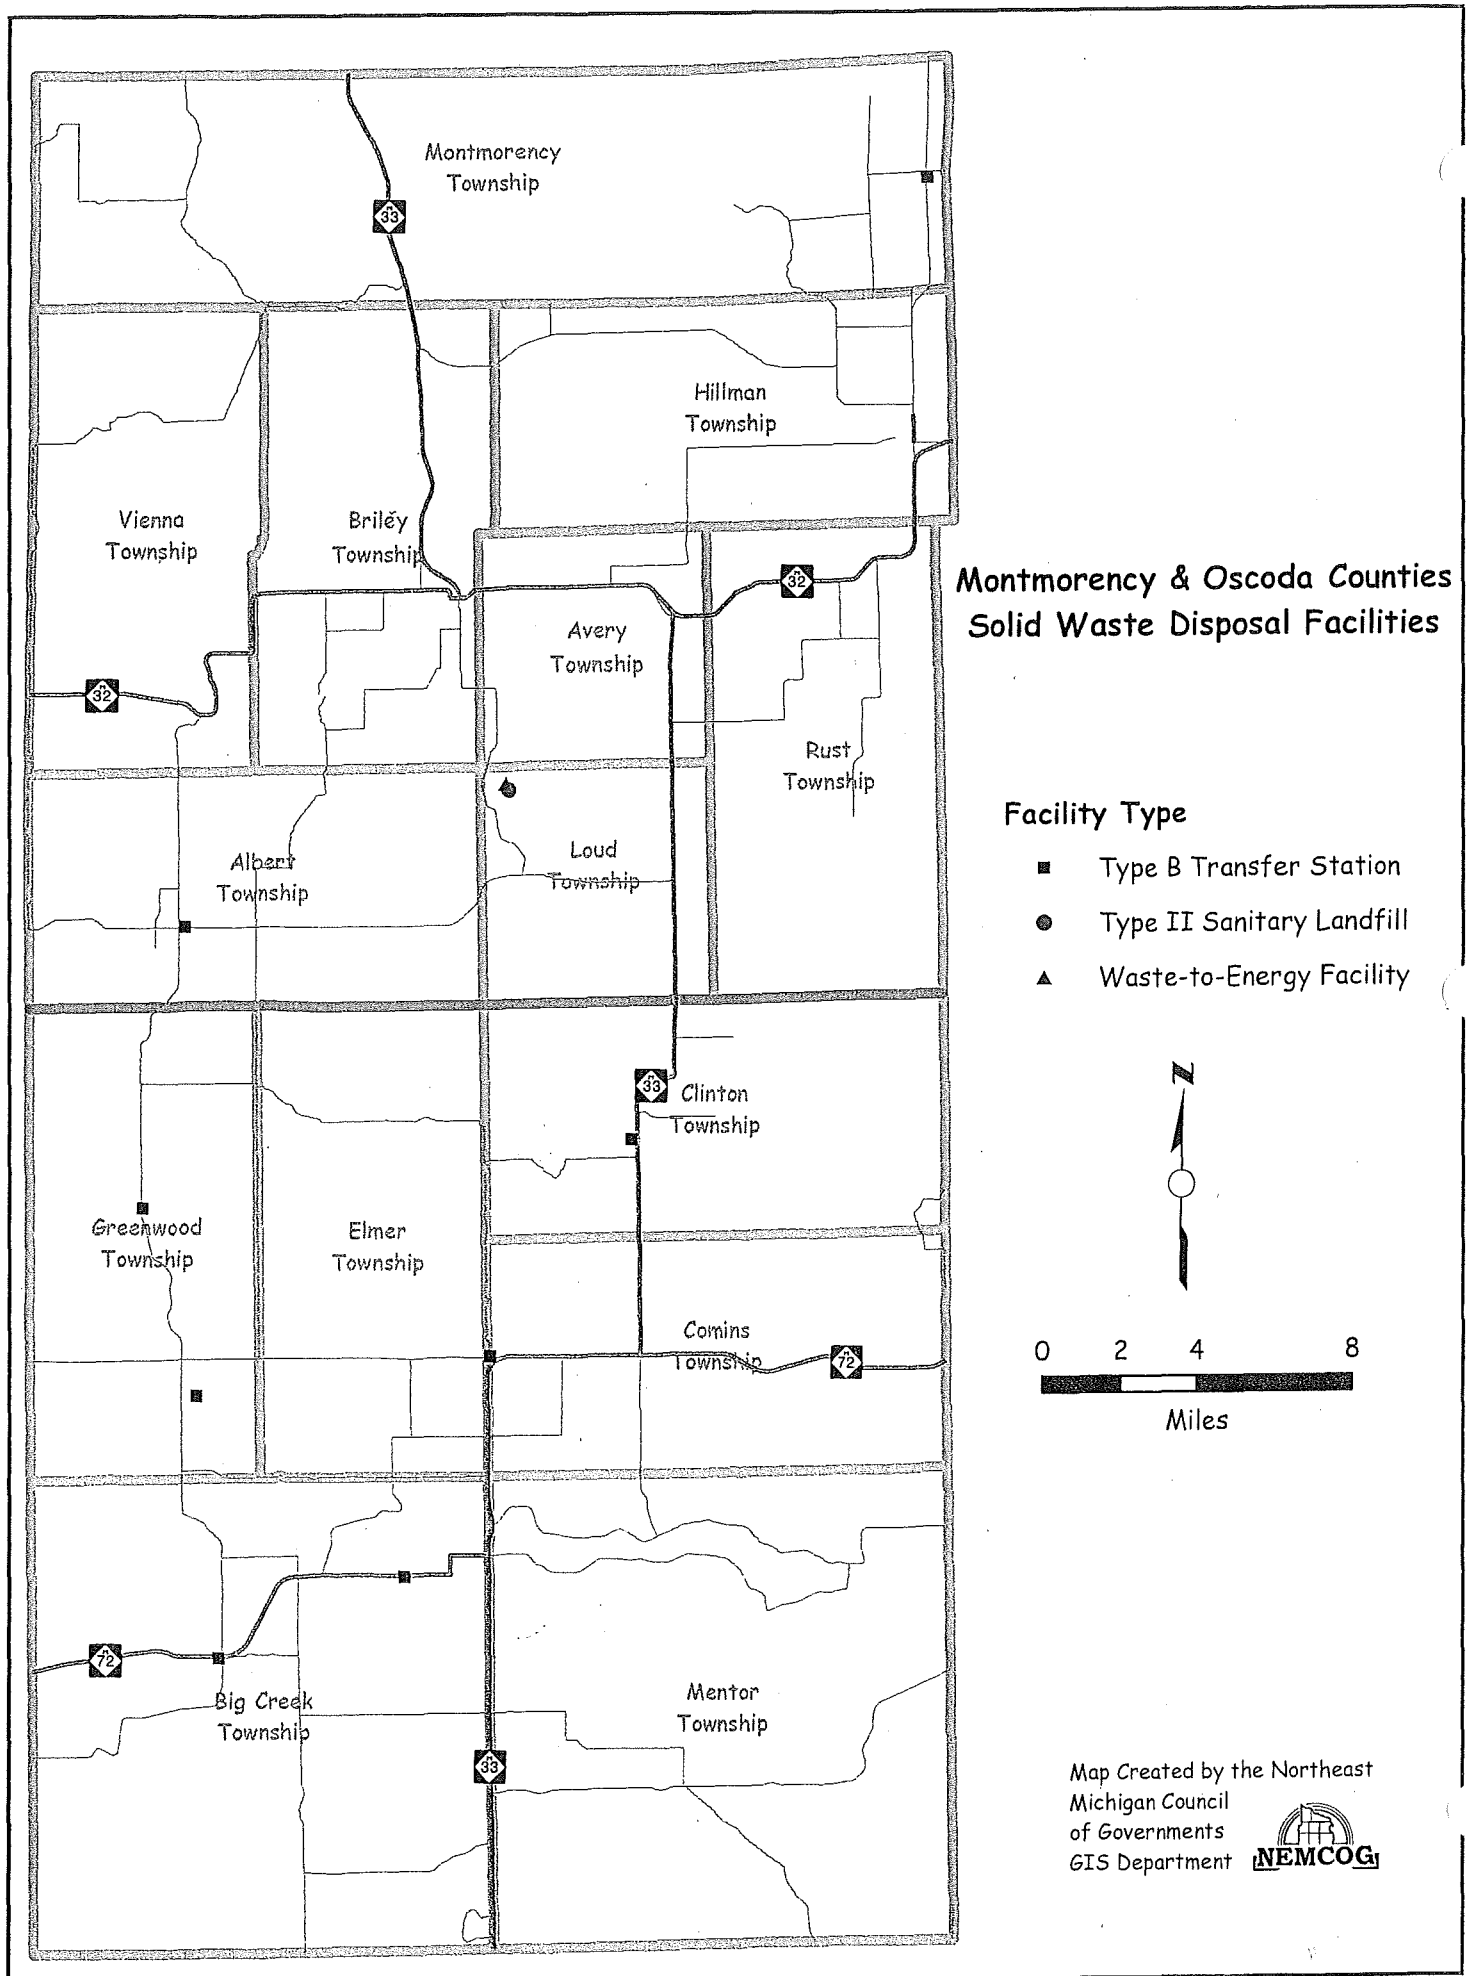 Montmorency
Township
M
33
Hillman
Township
Vienna
Township
Briley
Township
M
32
Montmorency & Oscoda Counties
Solid Waste Disposal Facilities
Avery
Township
M
32
Rust
Township
Facility Type
Type B Transfer Station
Type II Sanitary Landfill
Waste-to-Energy Facility
Albert
Township
Loud
Township
N
M
33
Clinton
Township
Greenwood
Township
Elmer
Township
Comins
Township
M
72
0 2 4 8
Miles
M
72
Big Creek
Township
Mentor
Township
M
33
Map Created by the Northeast
Michigan Council
of Governments
GIS Department
NEMCOG